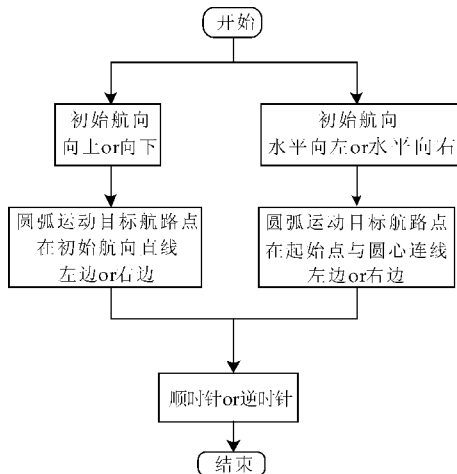 开始
初始航向
向上or向下
初始航向
水平向左or水平向右
圆弧运动目标航路点
在初始航向直线
左边or右边
圆弧运动目标航路点
在起始点与圆心连线
左边or右边
顺时针or逆时针
结束